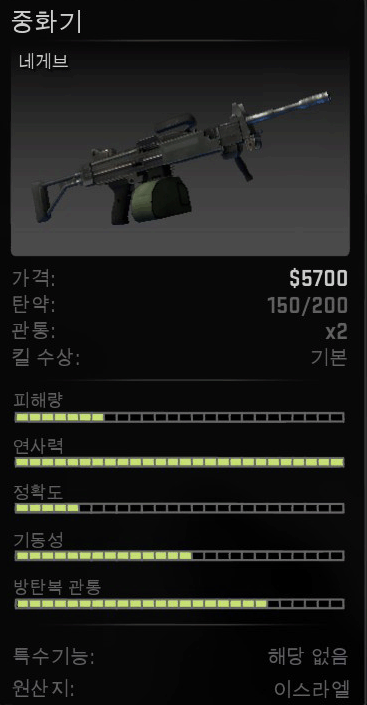 중화기
네게브
가격: $5700
탄약: 150/200
관통: x2
킬 수상: 기본
피해량
연사력
정확도
기동성
방탄복 관통
특수기능: 해당 없음
원산지: 이스라엘